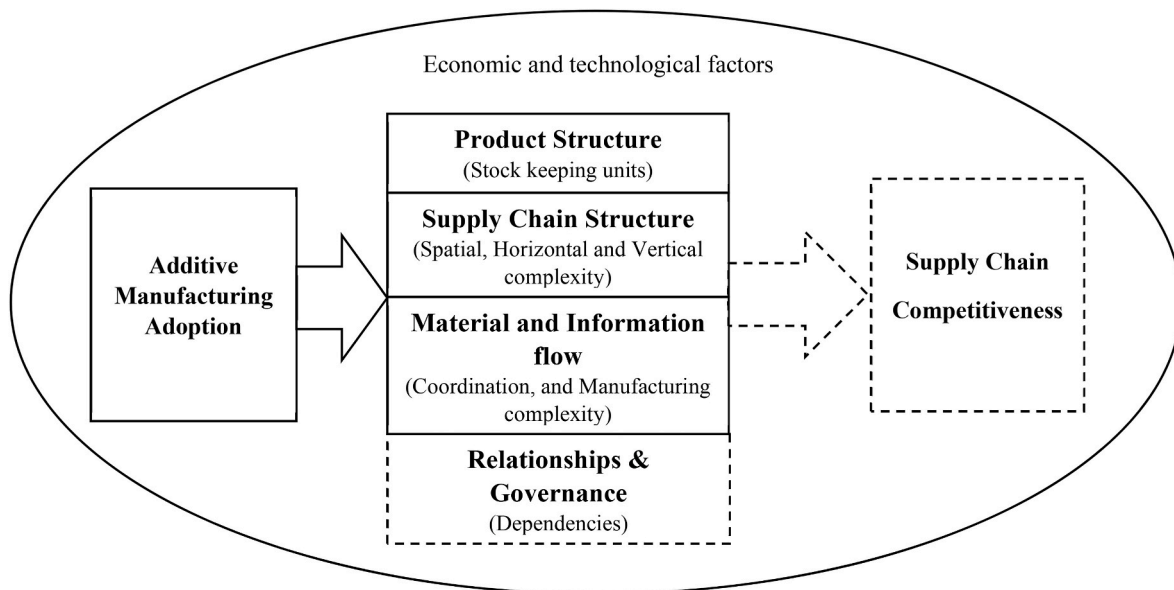 Economic and technological factors
Additive
Manufacturing
Adoption
Product Structure
(Stock keeping units)
Supply Chain Structure
(Spatial, Horizontal and Vertical
complexity)
Material and Information
flow
(Coordination, and Manufacturing
complexity)
Relationships &
Governance
(Dependencies)
Supply Chain
Competitiveness